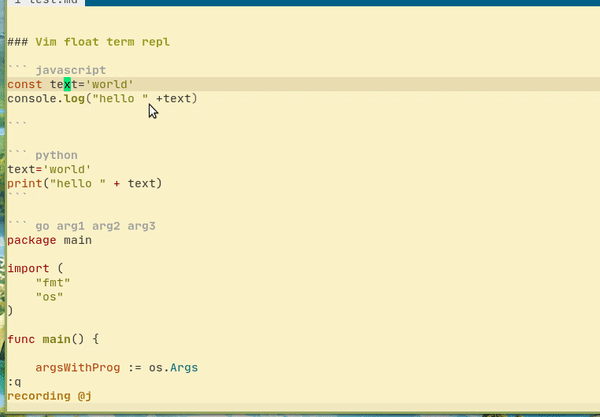 1 test.md
### Vim float term repl
``` javascript
const text='world'
console.log("hello " +text)
```
``` python
text='world'
print("hello " + text)
```
``` go arg1 arg2 arg3
package main
import (
"fmt"
"os"
)
func main() {
argsWithProg := os.Args
:q
recording @j